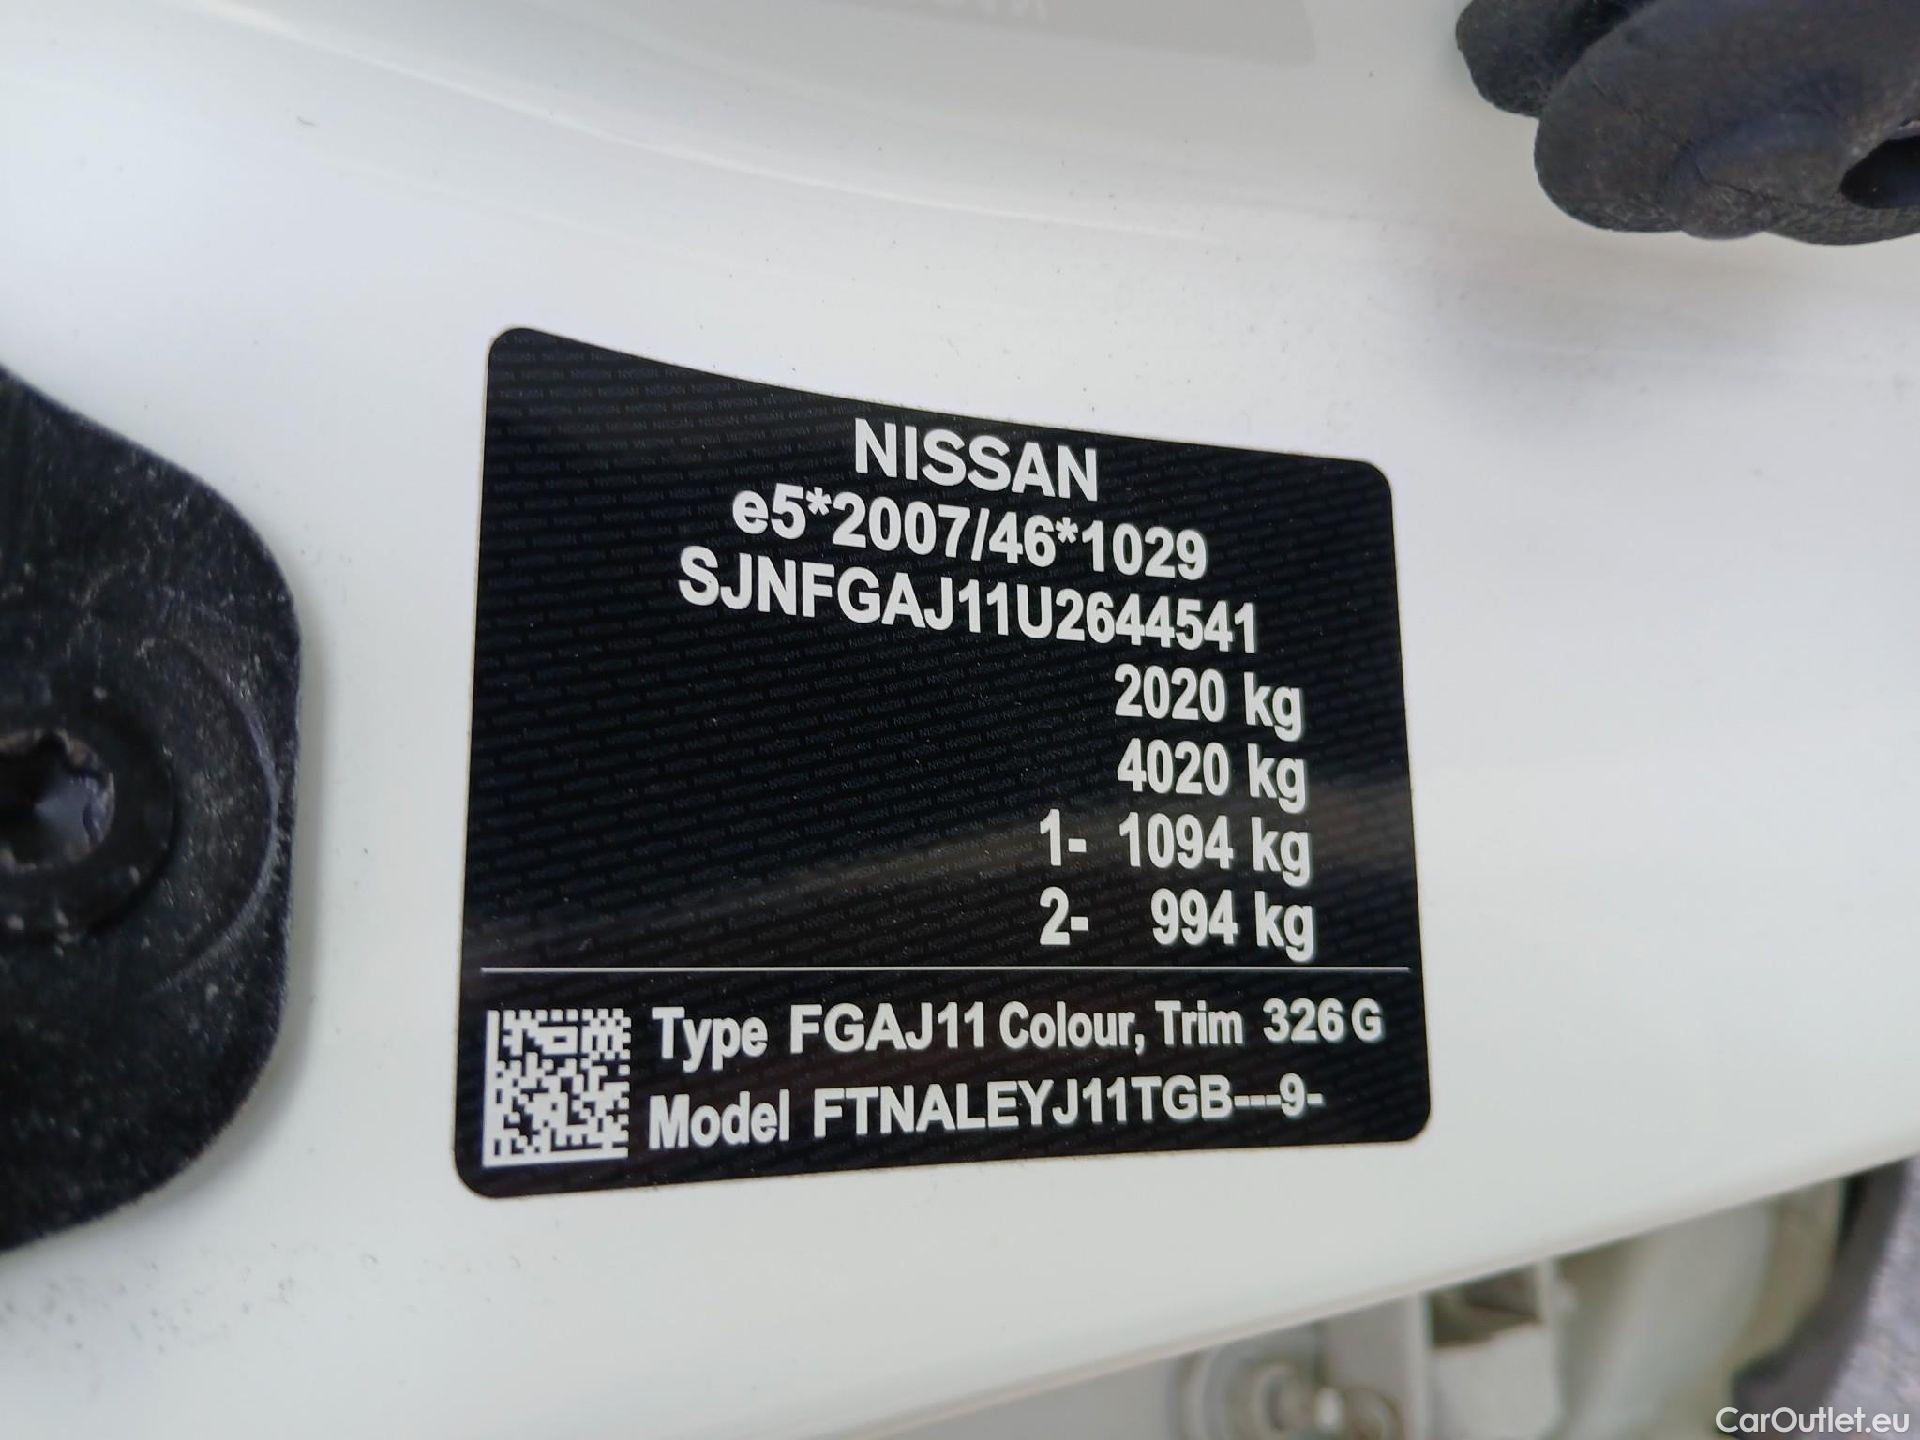 NISSAN
e5*2007/46*1029
SJNFGAJ11U2644541
2020 kg
4020 kg
1- 1094 kg
2- 994 kg
Type FGAJ11 Colour, Trim 326 G
Model FTNALEYJ11TGB---9-
CarOutlet.eu